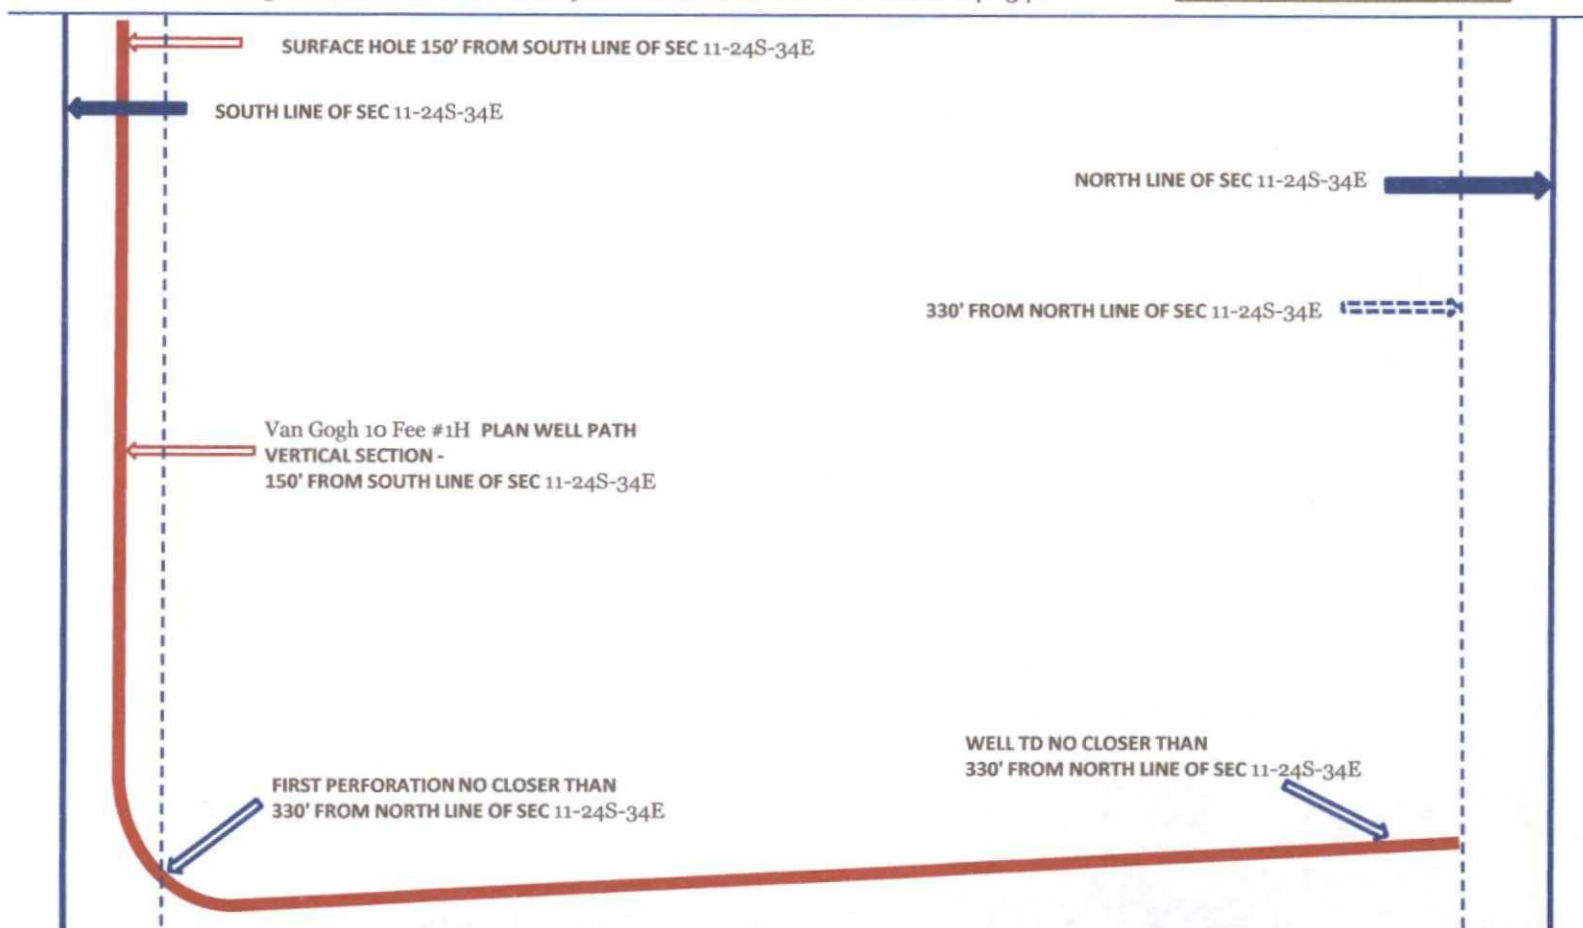 SURFACE HOLE 150' FROM SOUTH LINE OF SEC 11-24S-34E
SOUTH LINE OF SEC 11-24S-34E
NORTH LINE OF SEC 11-24S-34E
330' FROM NORTH LINE OF SEC 11-24S-34E
Van Gogh 10 Fee #1H PLAN WELL PATH
VERTICAL SECTION -
150' FROM SOUTH LINE OF SEC 11-24S-34E
WELL TD NO CLOSER THAN
330' FROM NORTH LINE OF SEC 11-24S-34E
FIRST PERFORATION NO CLOSER THAN
330' FROM NORTH LINE OF SEC 11-24S-34E